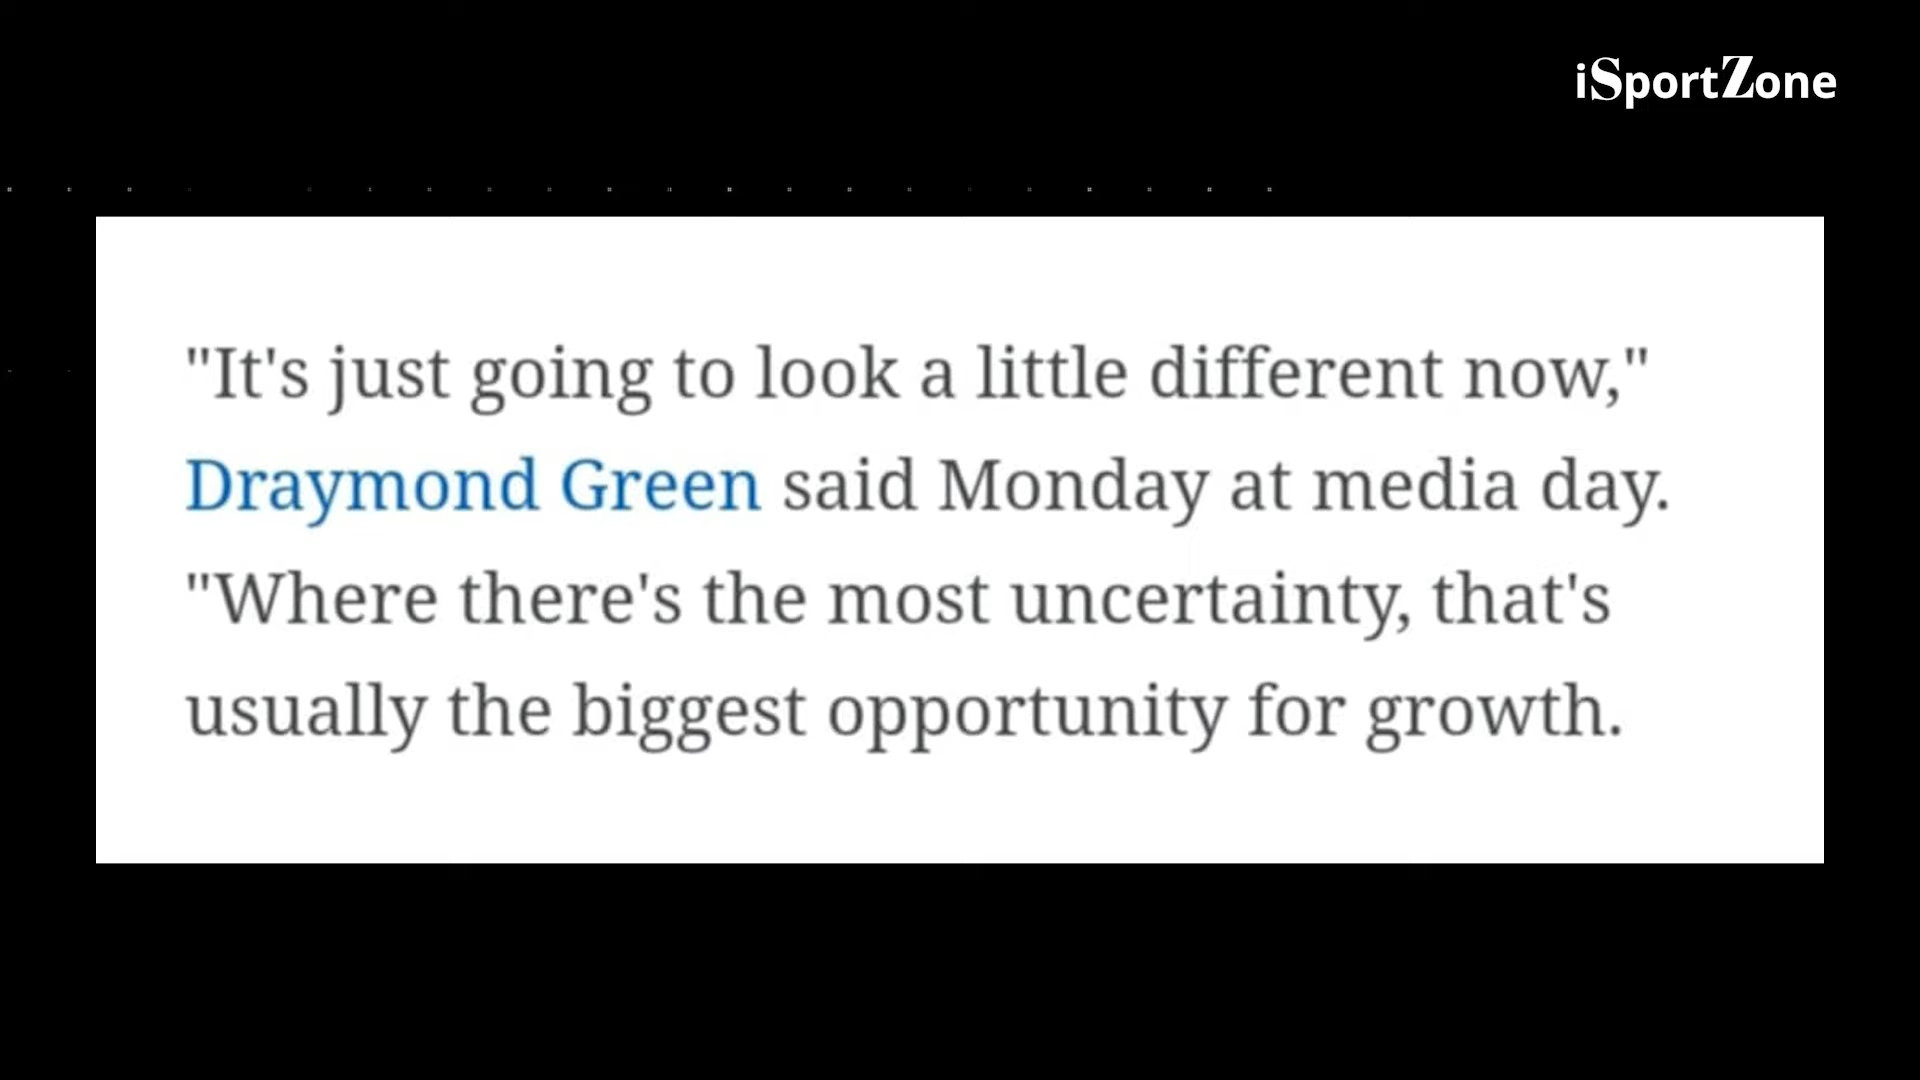 iSportZone
"It's just going to look a little different now,"
Draymond Green said Monday at media day.
"Where there's the most uncertainty, that's
usually the biggest opportunity for growth.